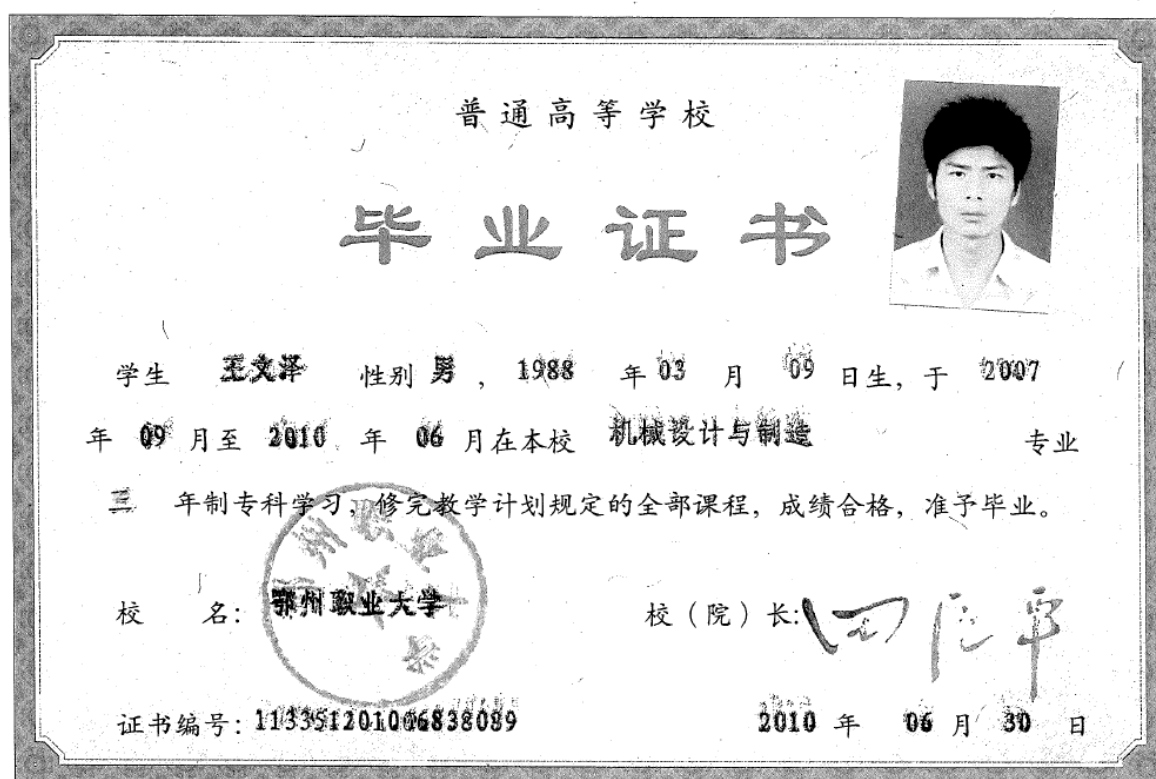 普通高等学校
毕业证书
学生 王文泽 性别 男 , 1988 年 03 月 09 日生, 于 2007
年 09 月至 2010 年 06 月在本校 机械设计与制造 专业
三 年制专科学习, 修完教学计划规定的全部课程, 成绩合格, 准予毕业。
校 名: 鄂州职业大学 校（院）长:
证书编号: 113351201006838089 2010 年 06 月 30 日